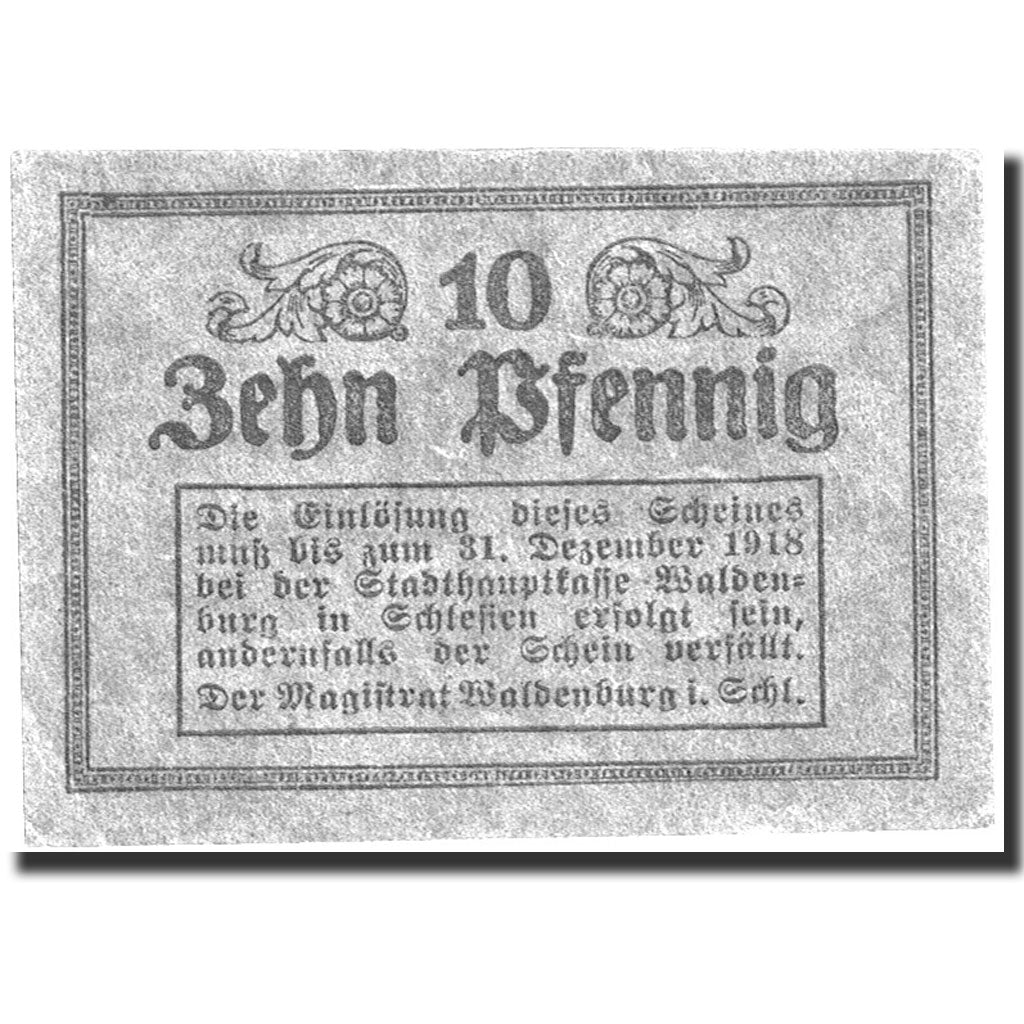 10
Zehn Pfennig
Die Einlösung dieses Scheines
muß bis zum 31. Dezember 1918
bei der Stadthauptkasse Walden=
burg in Schlesien erfolgt sein,
andernfalls der Schein verfällt.
Der Magistrat Waldenburg i. Schl.